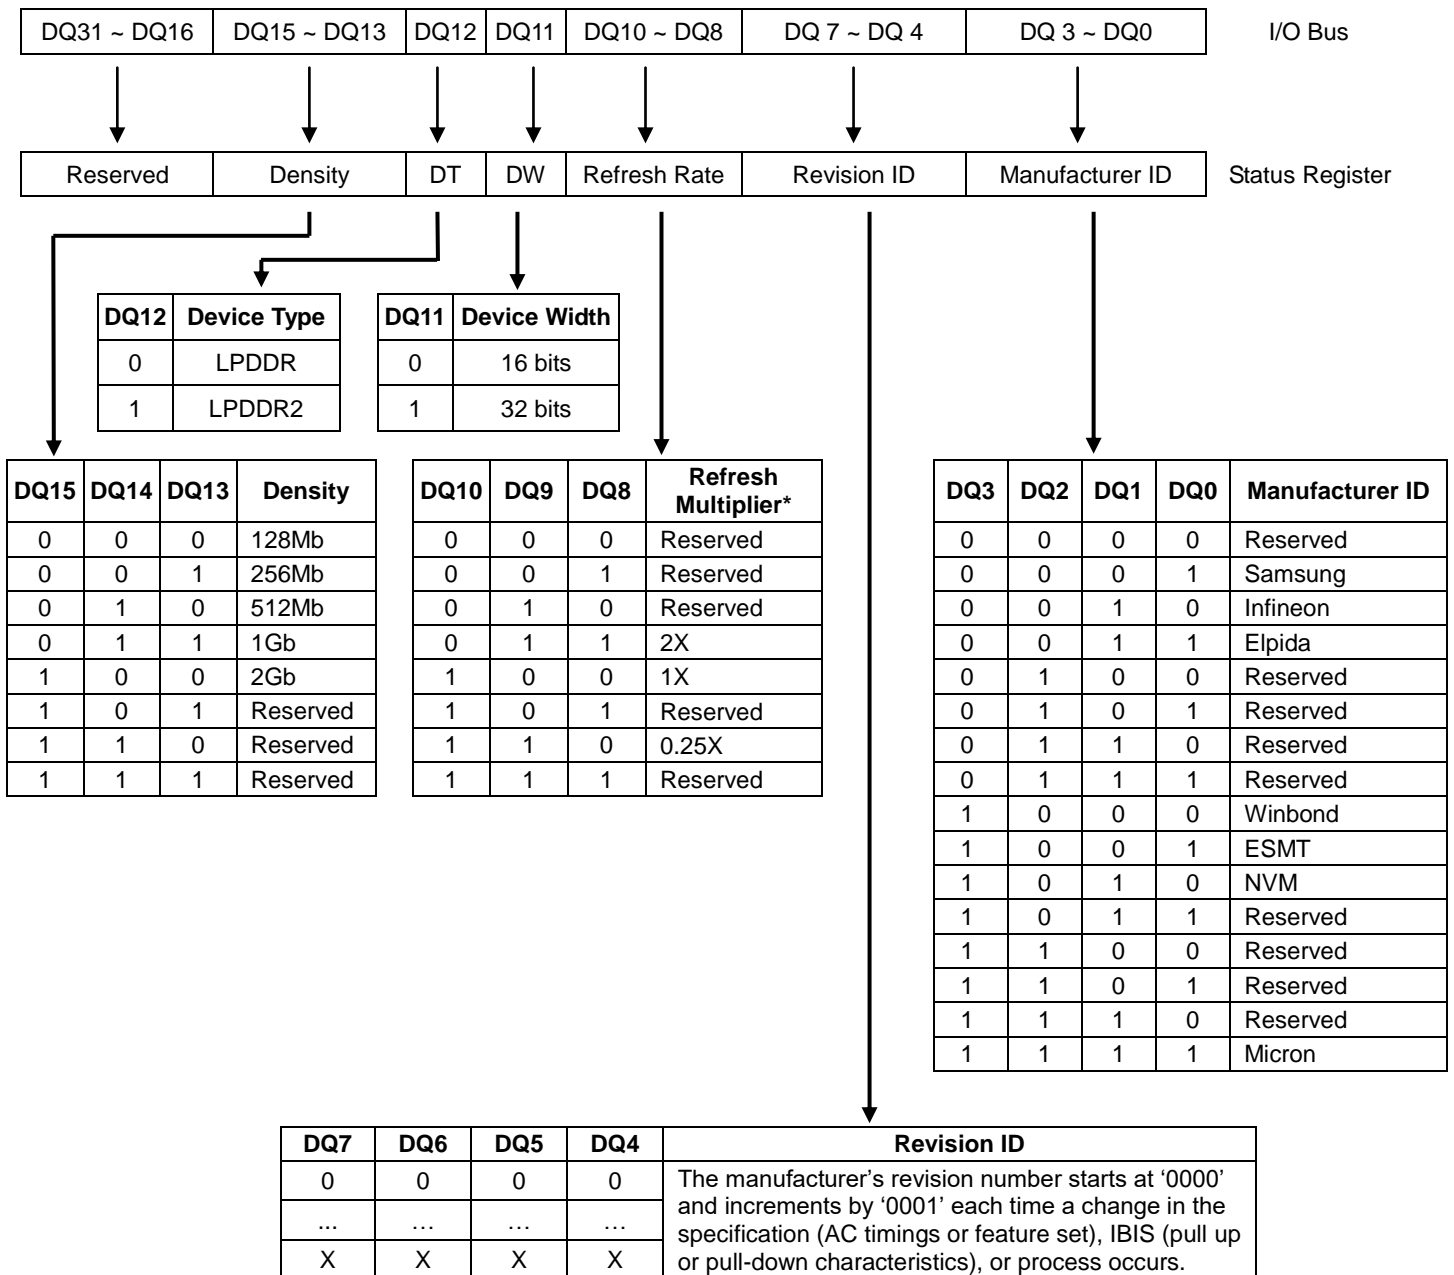 DQ31 ~ DQ16 DQ15 ~ DQ13 DQ12 DQ11 DQ10 ~ DQ8 DQ 7 ~ DQ 4 DQ 3 ~ DQ0 I/O Bus
Reserved Density DT DW Refresh Rate Revision ID Manufacturer ID Status Register
DQ12 Device Type
0 LPDDR
1 LPDDR2
DQ11 Device Width
0 16 bits
1 32 bits
DQ15 DQ14 DQ13 Density
0 0 0 128Mb
0 0 1 256Mb
0 1 0 512Mb
0 1 1 1Gb
1 0 0 2Gb
1 0 1 Reserved
1 1 0 Reserved
1 1 1 Reserved
DQ10 DQ9 DQ8 Refresh Multiplier*
0 0 0 Reserved
0 0 1 Reserved
0 1 0 Reserved
0 1 1 2X
1 0 0 1X
1 0 1 Reserved
1 1 0 0.25X
1 1 1 Reserved
DQ3 DQ2 DQ1 DQ0 Manufacturer ID
0 0 0 0 Reserved
0 0 0 1 Samsung
0 0 1 0 Infineon
0 0 1 1 Elpida
0 1 0 0 Reserved
0 1 0 1 Reserved
0 1 1 0 Reserved
0 1 1 1 Reserved
1 0 0 0 Winbond
1 0 0 1 ESMT
1 0 1 0 NVM
1 0 1 1 Reserved
1 1 0 0 Reserved
1 1 0 1 Reserved
1 1 1 0 Reserved
1 1 1 1 Micron
DQ7 DQ6 DQ5 DQ4 Revision ID
0 0 0 0
... … … …
X X X X
The manufacturer’s revision number starts at ‘0000’
and increments by ‘0001’ each time a change in the
specification (AC timings or feature set), IBIS (pull up
or pull-down characteristics), or process occurs.